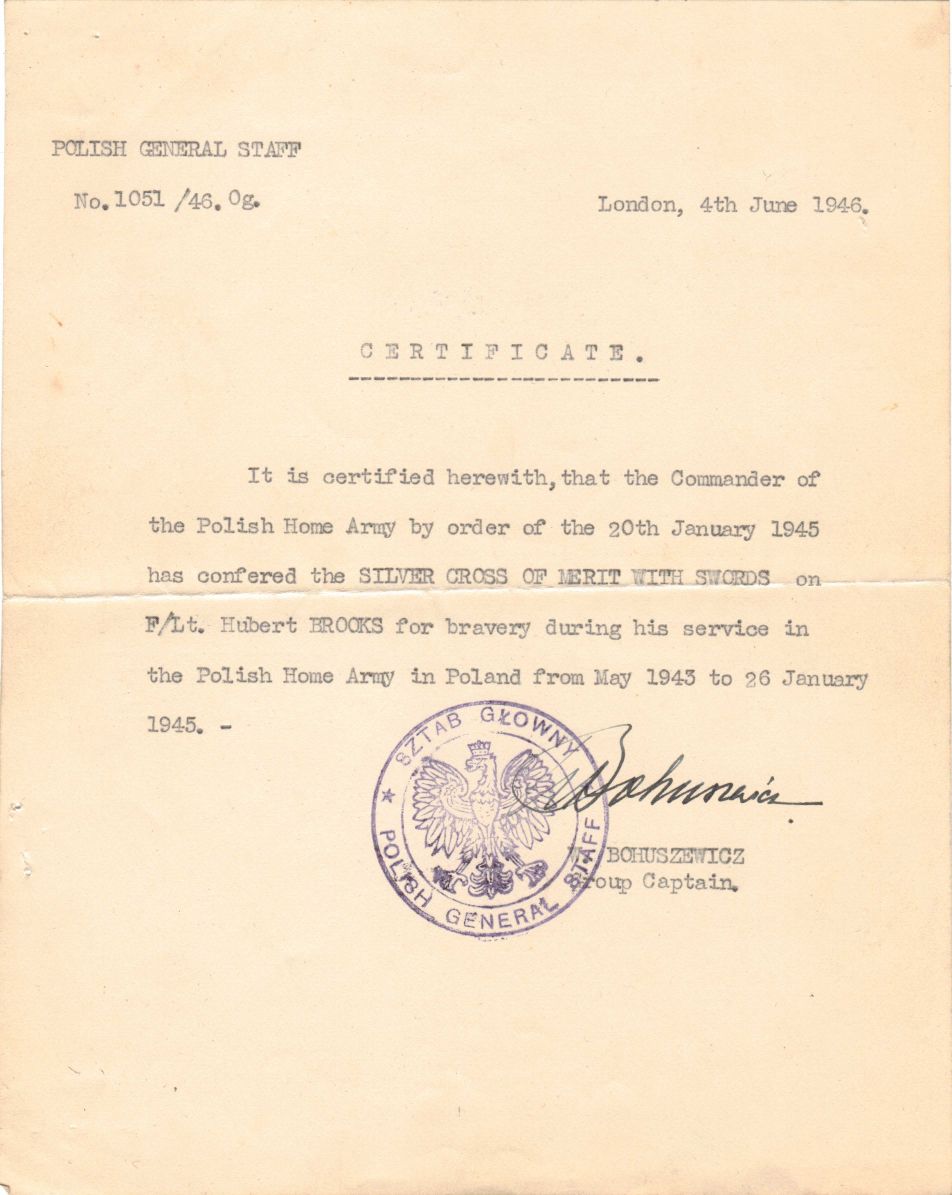 POLISH GENERAL STAFF
No.1051 /46.Og.
London, 4th June 1946.
CERTIFICATE.
It is certified herewith,that the Commander of
the Polish Home Army by order of the 20th January 1945
has confered the SILVER CROSS OF MERIT WITH SWORDS on
F/Lt. Hubert BROOKS for bravery during his service in
the Polish Home Army in Poland from May 1943 to 26 January
1945. -
SZTAB GŁOWNY
POLISH GENERAŁ STAFF
W. BOHUSZEWICZ
Group Captain.